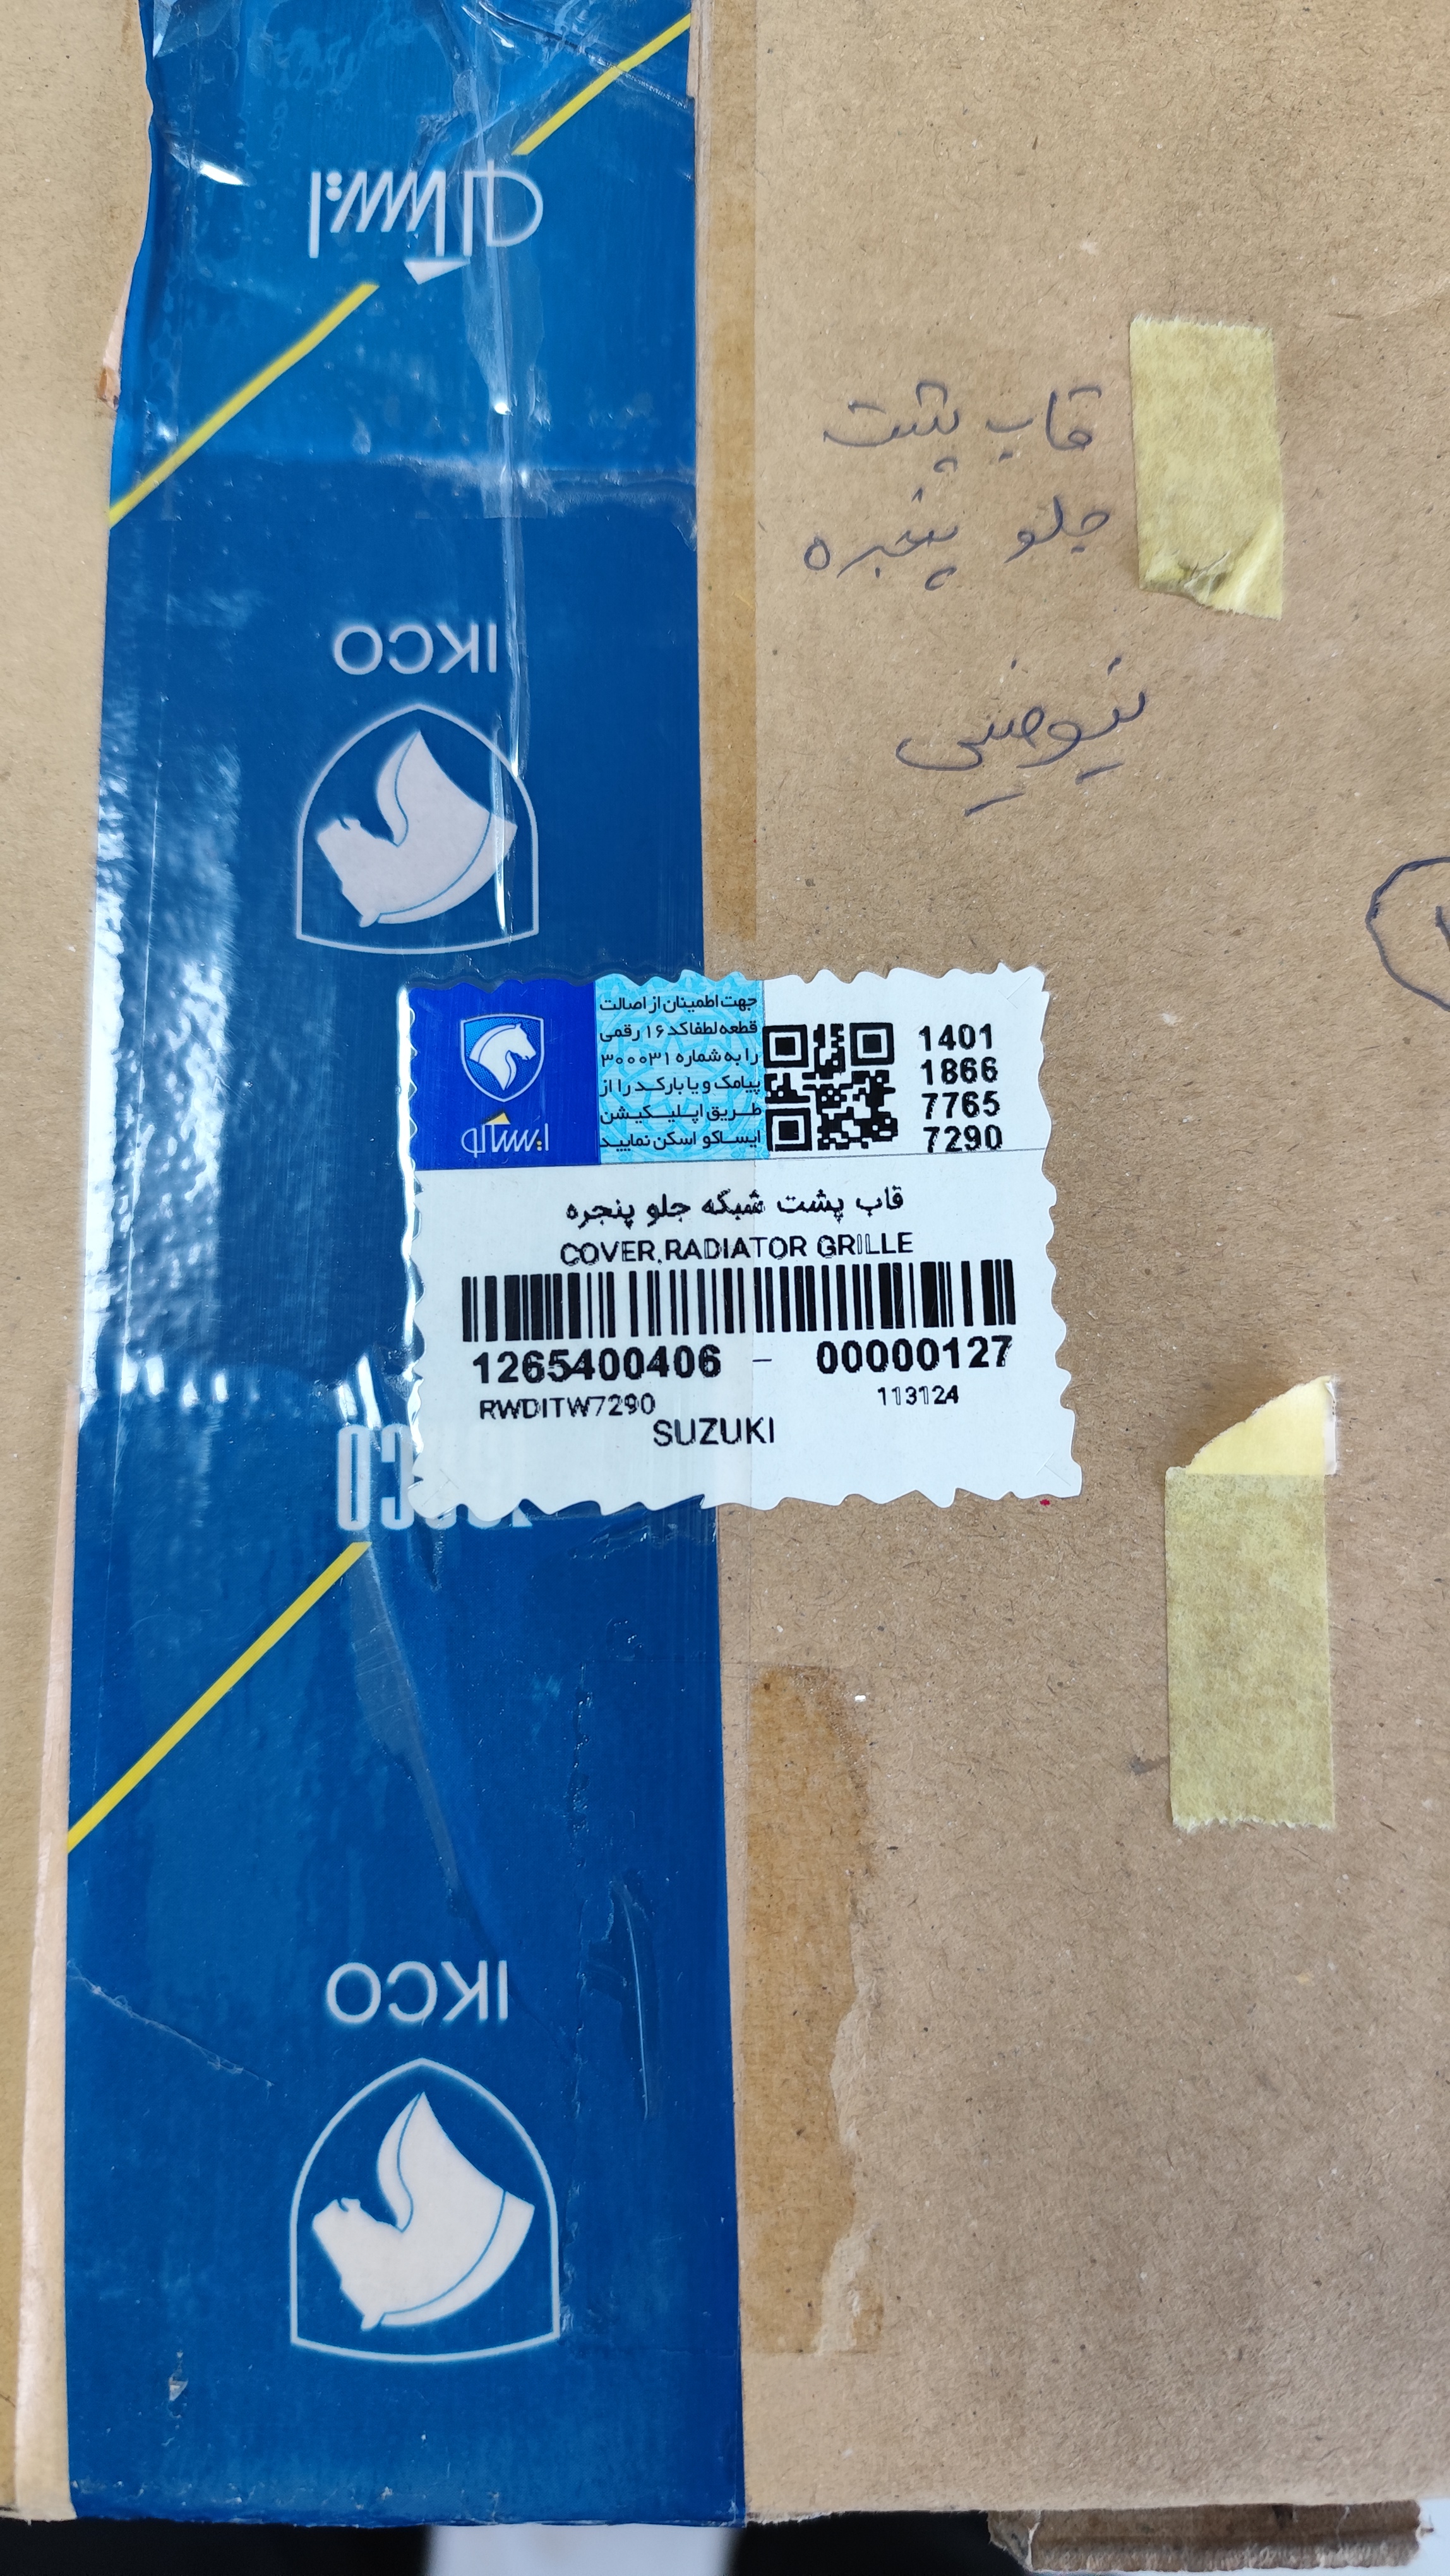 ایساکو
قاب پشت
جلو پنجره
IKCO
جهت اطمینان از اصالت
قطعه لطفا کد ۱۶ رقمی
را به شماره ۳۰۰۰۳۱
پیامک و یا بارکد را از
طریق اپلیکیشن
ایساکو اسکن نمایید
1401
1866
7765
7290
ایساکو
قاب پشت شبکه جلو پنجره
COVER,RADIATOR GRILLE
1265400406 – 00000127
RWDITW7290 113124
SUZUKI
IKCO